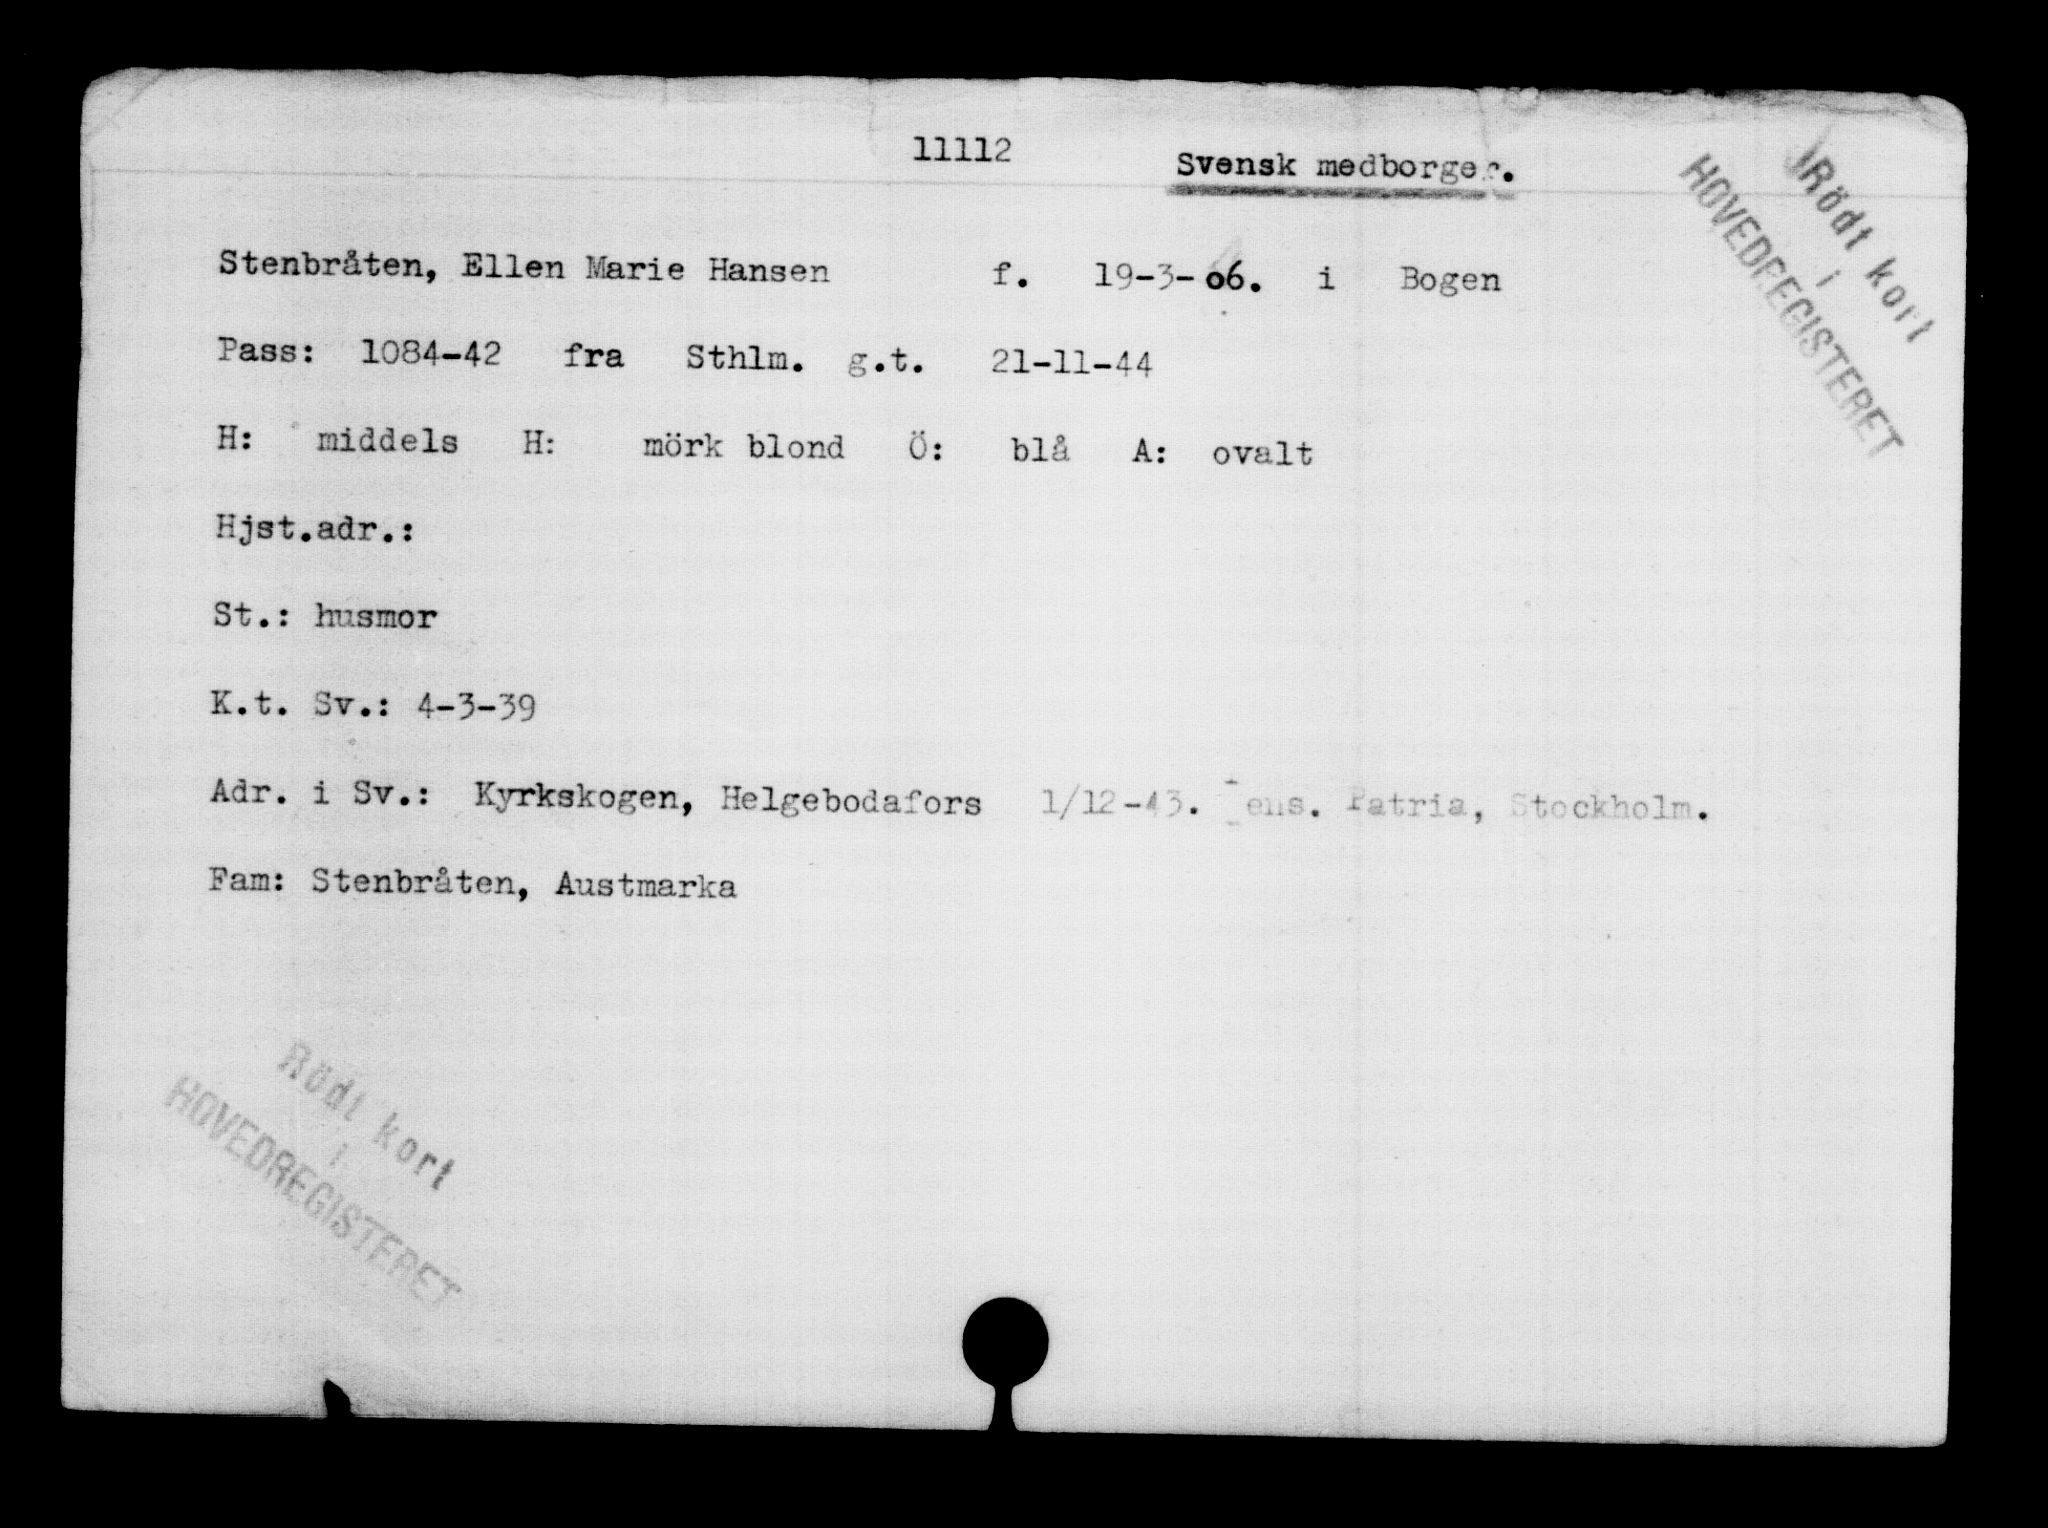 11112
Svensk medborger.
Rödt kort
i
HOVEDREGISTERET
Stenbråten, Ellen Marie Hansen f. 19-3-06. i Bogen
Pass: 1084-42 fra Sthlm. g.t. 21-11-44
H: middels H: mörk blond Ö: blå A: ovalt
Hjst.adr.:
St.: husmor
K.t. Sv.: 4-3-39
Adr. i Sv.: Kyrkskogen, Helgebodafors 1/12-43. Pens. Patria, Stockholm.
Fam: Stenbråten, Austmarka
Rödt kort
i
HOVEDREGISTERET